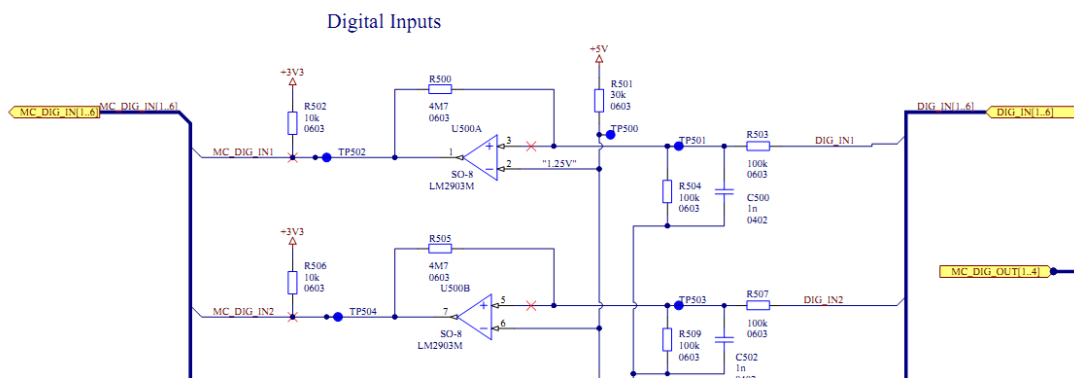 Digital Inputs
+5V
+3V3
R500
R501
30k
0603
MC_DIG_IN[1..6]
MC_DIG_IN[1..6]
R502
10k
0603
4M7
0603
U500A
TP500
DIG_IN[1..6]
DIG_IN[1..6]
MC_DIG_IN1
TP502
1
3
2
"1.25V"
TP501
R503
DIG_IN1
100k
0603
SO-8
LM2903M
R504
100k
0603
C500
1n
0402
+3V3
R505
R506
10k
0603
4M7
0603
U500B
MC_DIG_OUT[1..4]
MC_DIG_IN2
TP504
7
5
6
TP503
R507
DIG_IN2
100k
0603
SO-8
LM2903M
R509
100k
0603
C502
1n
0402